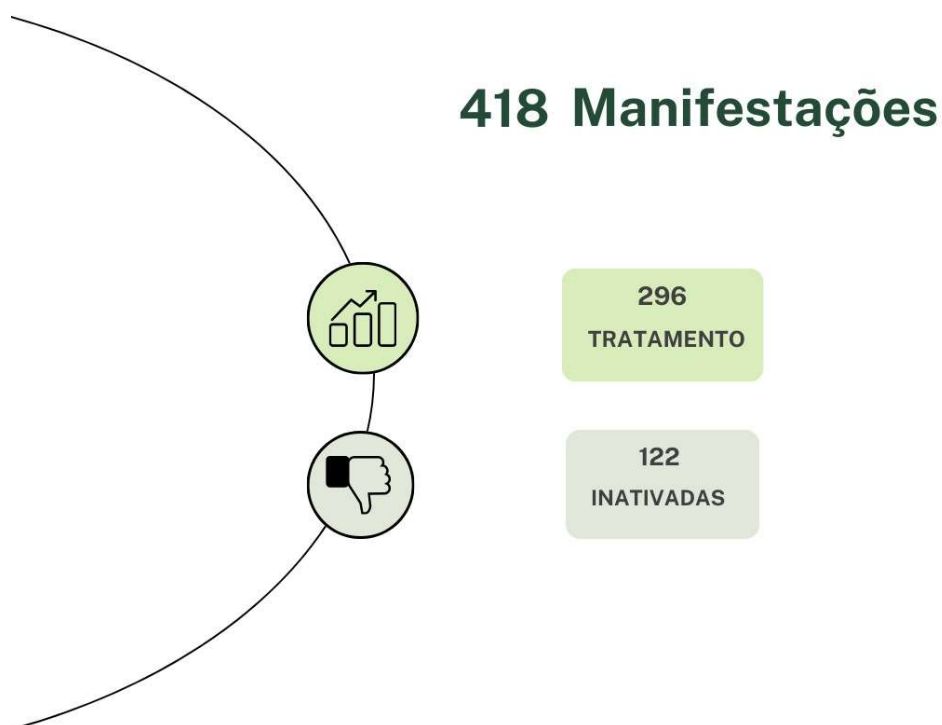 418 Manifestações
296
TRATAMENTO
122
INATIVADAS